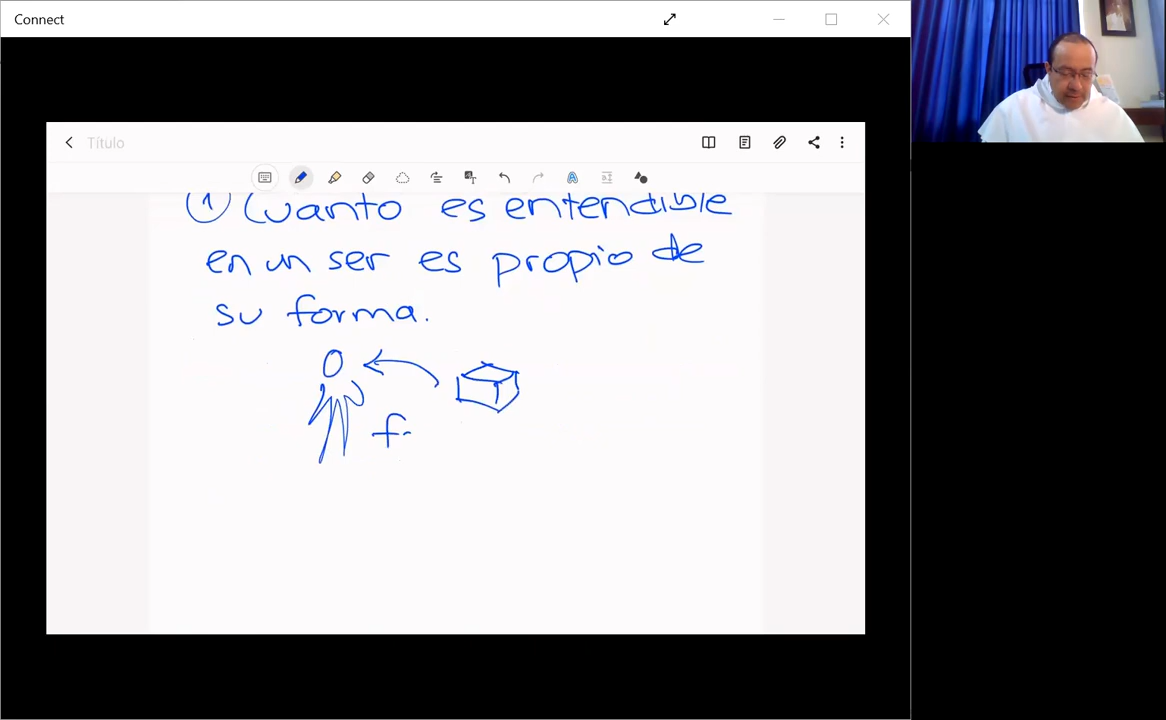 Connect
Título
① Cuanto es entendible
en un ser es propio de
su forma.
f